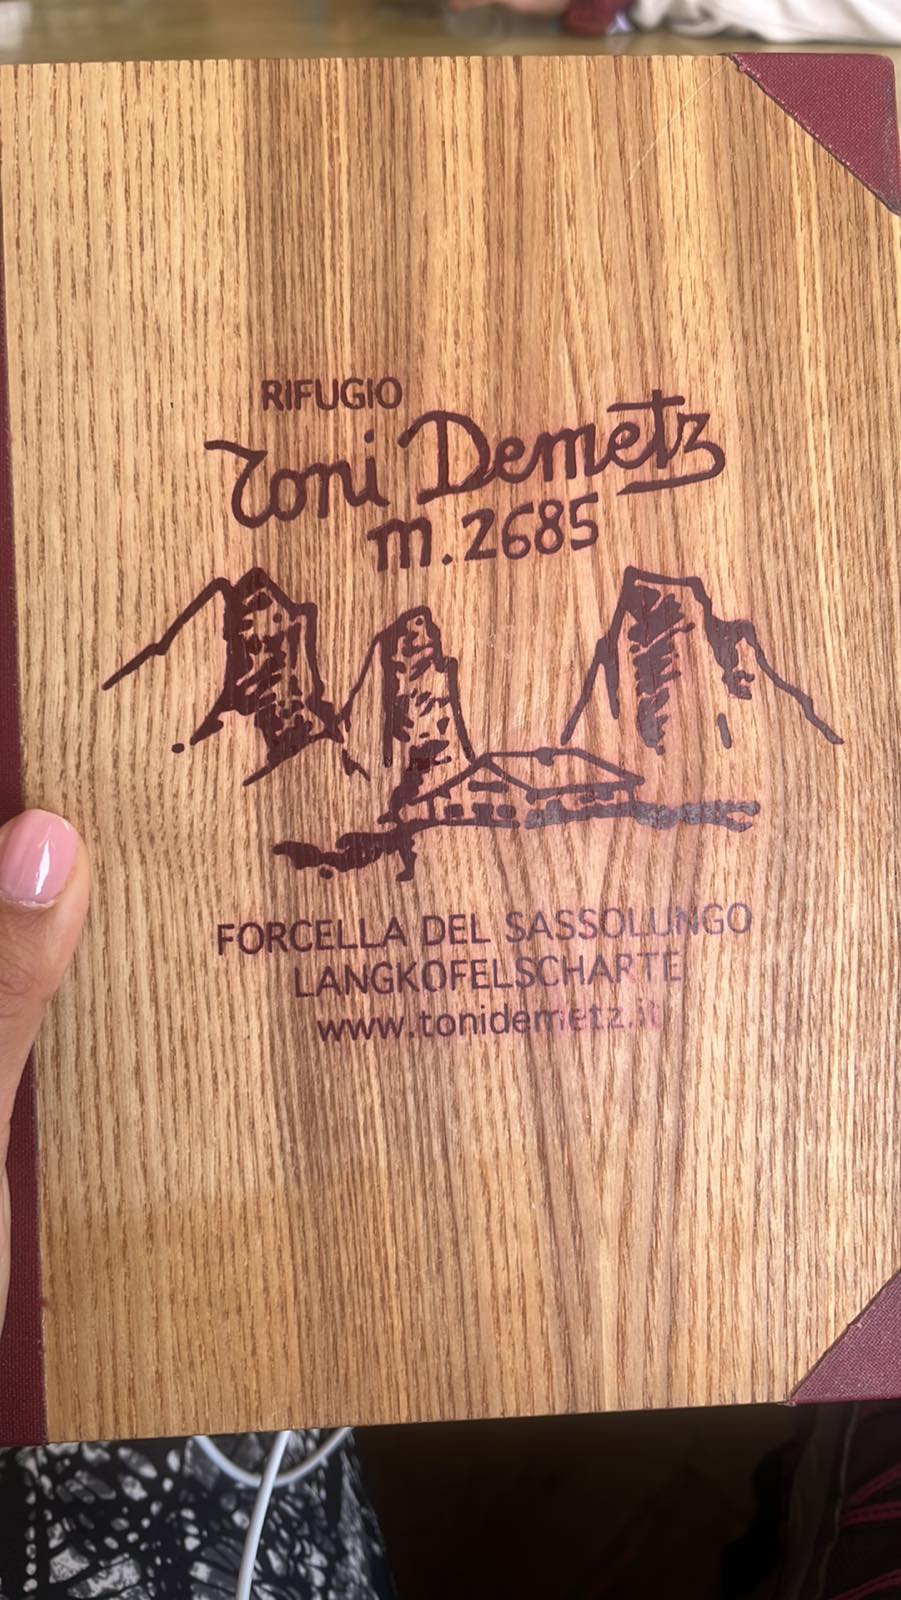 RIFUGIO
Toni Demetz
m.2685
FORCELLA DEL SASSOLUNGO
LANGKOFELSCHARTE
www.tonidemetz.it